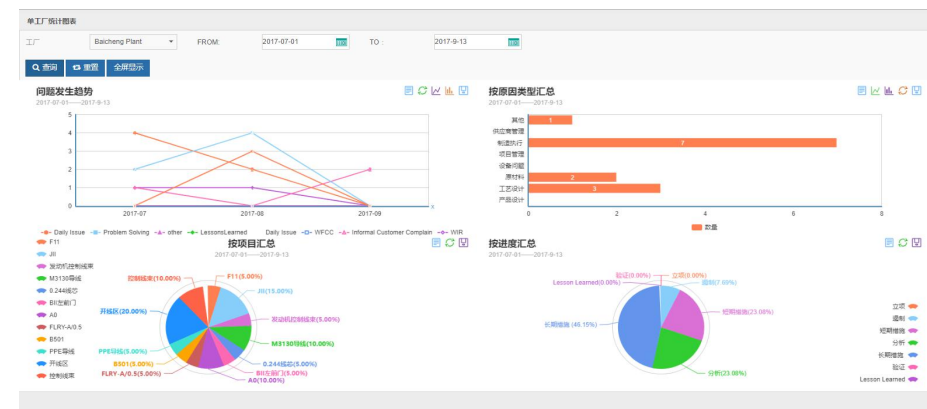 单工厂统计图表
工厂 Baicheng Plant FROM: 2017-07-01 TO : 2017-9-13
查询 重置 全屏显示
问题发生趋势
2017-07-01——2017-9-13
5
4
3
2
1
0
2017-07 2017-08 2017-09
Daily Issue Problem Solving other LessonsLearned Daily Issue WFCC Informal Customer Complain WIR
按原因类型汇总
2017-07-01——2017-9-13
其他 1
供应商管理
制造执行 7
项目管理
设备问题
原材料 2
工艺设计 3
产品设计
0 2 4 6 8
数量
按项目汇总
2017-07-01——2017-9-13
F11
JII
发动机控制线束
M3130导线
0.244线芯
BII左前门
A0
FLRY-A/0.5
B501
PPE导线
开线区
控制线束
控制线束(10.00%)
F11(5.00%)
JII(15.00%)
开线区(20.00%)
发动机控制线束(5.00%)
M3130导线(10.00%)
PPE导线(5.00%)
B501(5.00%)
0.244线芯(5.00%)
FLRY-A/0.5(5.00%)
BII左前门(5.00%)
A0(10.00%)
按进度汇总
2017-07-01——2017-9-13
验证(0.00%)
立项(0.00%)
Lesson Learned(0.00%)
遏制(7.69%)
短期措施(23.08%)
长期措施 (46.15%)
分析(23.08%)
立项
遏制
短期措施
分析
长期措施
验证
Lesson Learned